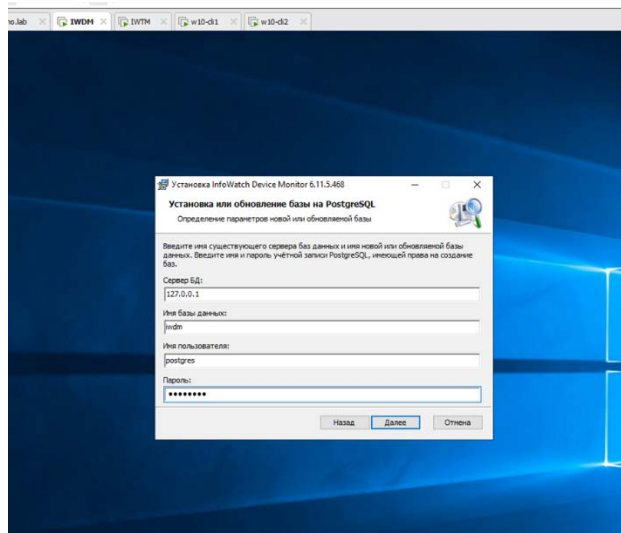 no.lab
IWDM
IWTM
w10-cli1
w10-cli2
Установка InfoWatch Device Monitor 6.11.5.468
Установка или обновление базы на PostgreSQL
Определение параметров новой или обновляемой базы
Введите имя существующего сервера баз данных и имя новой или обновляемой базы
данных. Введите имя и пароль учётной записи PostgreSQL, имеющей права на создание
баз.
Сервер БД:
127.0.0.1
Имя базы данных:
iwdm
Имя пользователя:
postgres
Пароль:
Назад
Далее
Отмена